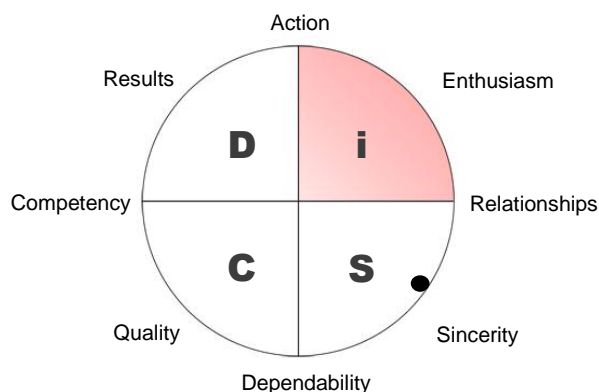 Action
Results
Enthusiasm
D
i
Competency
Relationships
C
S
Quality
Sincerity
Dependability